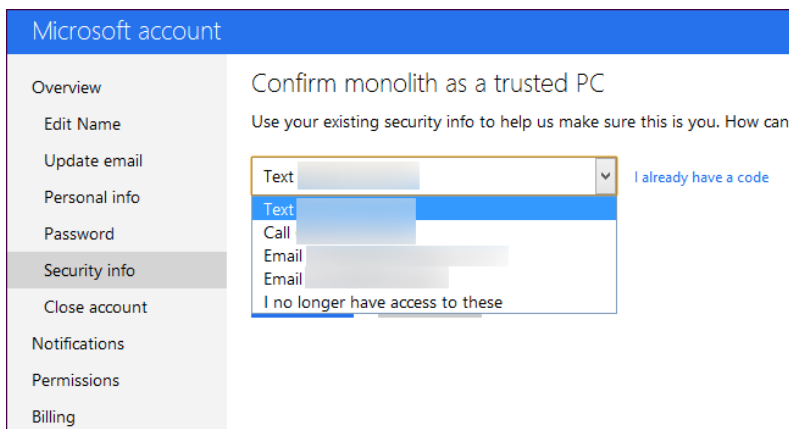 Microsoft account
Overview
Edit Name
Update email
Personal info
Password
Security info
Close account
Notifications
Permissions
Billing
Confirm monolith as a trusted PC
Use your existing security info to help us make sure this is you. How can
Text
I already have a code
Text
Call
Email
Email
I no longer have access to these